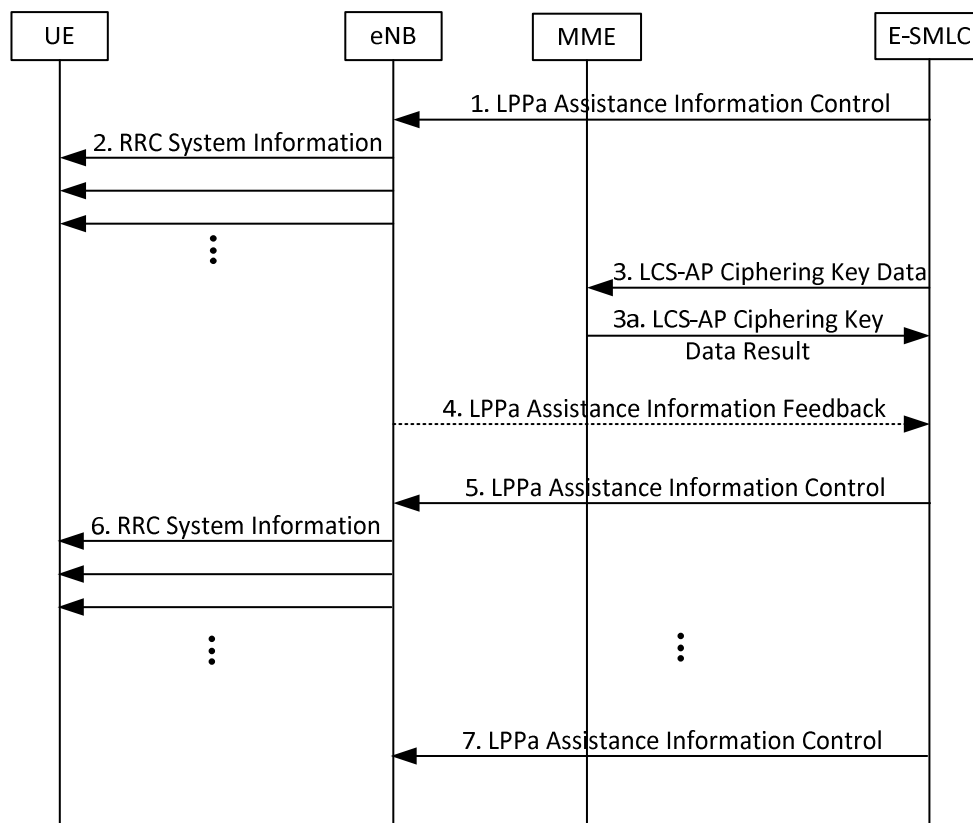 UE
eNB
MME
E-SMLC
1. LPPa Assistance Information Control
2. RRC System Information
3. LCS-AP Ciphering Key Data
3a. LCS-AP Ciphering Key
Data Result
4. LPPa Assistance Information Feedback
5. LPPa Assistance Information Control
6. RRC System Information
7. LPPa Assistance Information Control